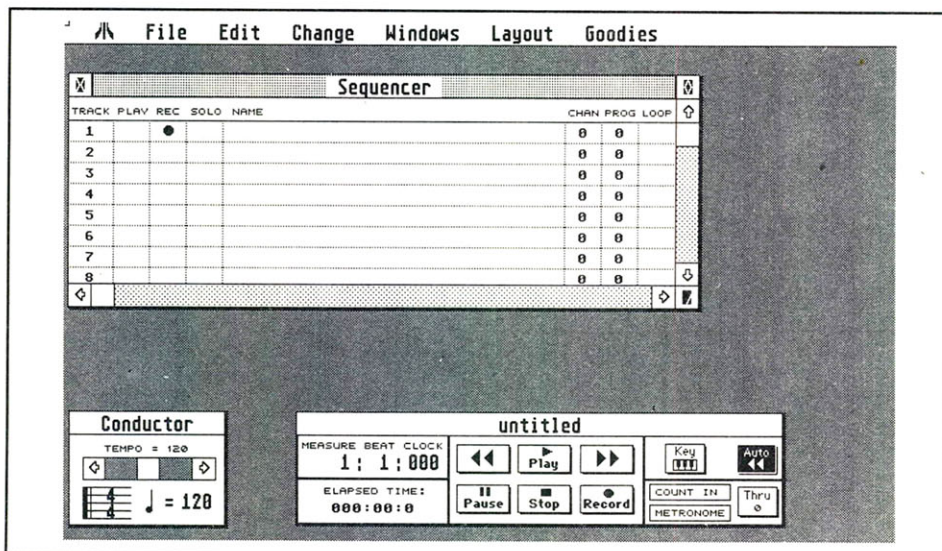 File Edit Change Windows Layout Goodies
Sequencer
TRACK PLAY REC SOLO NAME CHAN PROG LOOP
1 0 0
2 0 0
3 0 0
4 0 0
5 0 0
6 0 0
7 0 0
8 0 0
Conductor
TEMPO = 120
4
4
= 120
untitled
MEASURE BEAT CLOCK
1: 1:000
ELAPSED TIME:
000:00:0
Play
Pause Stop Record
Key
Auto
COUNT IN
METRONOME
Thru
0